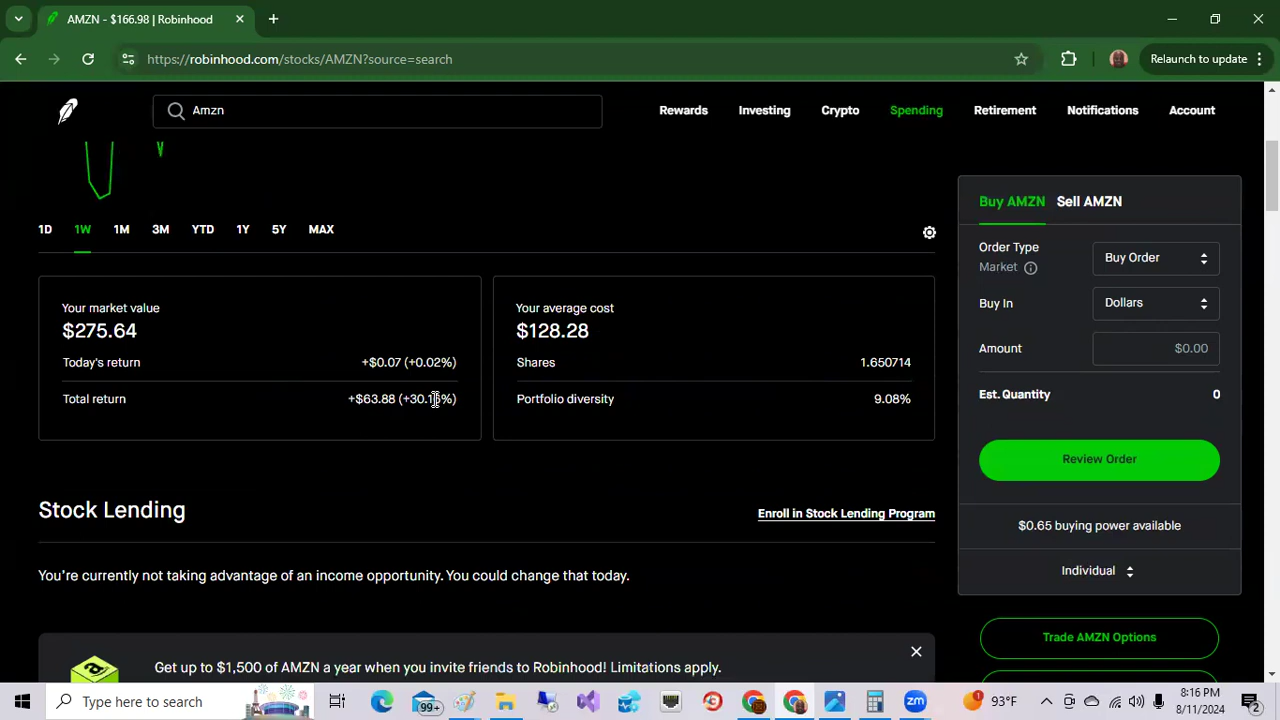 AMZN - $166.98 | Robinhood
https://robinhood.com/stocks/AMZN?source=search
Relaunch to update
Amzn
Rewards Investing Crypto Spending Retirement Notifications Account
1D 1W 1M 3M YTD 1Y 5Y MAX
Your market value
$275.64
Today's return +$0.07 (+0.02%)
Total return +$63.88
Your average cost
$128.28
Shares 1.650714
Portfolio diversity 9.08%
Buy AMZN Sell AMZN
Order Type
Market
Buy Order
Buy In Dollars
Amount $0.00
Est. Quantity 0
Review Order
$0.65 buying power available
Individual
Trade AMZN Options
Stock Lending
Enroll in Stock Lending Program
You're currently not taking advantage of an income opportunity. You could change that today.
Get up to $1,500 of AMZN a year when you invite friends to Robinhood! Limitations apply.
Type here to search
99+
zm
1
93°F
8:16 PM
8/11/2024
2